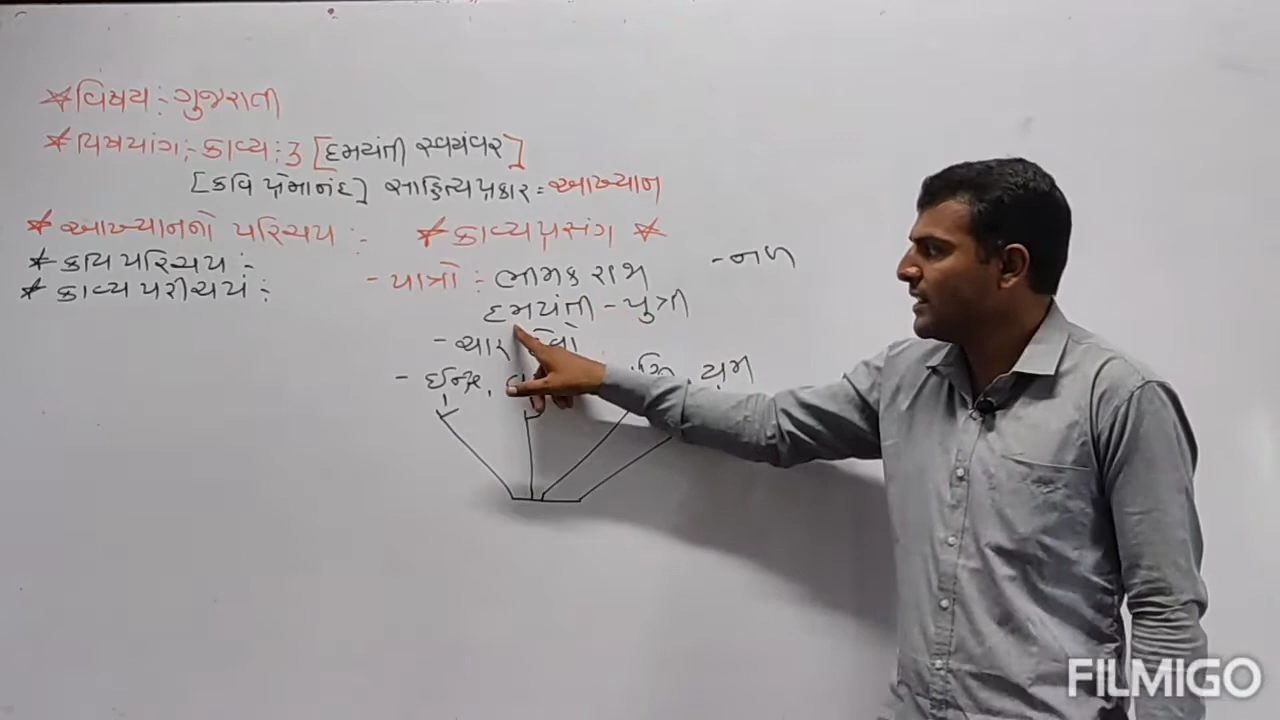 * વિષય :- ગુજરાતી
* વિષયાંગ :- કાવ્ય : 3 [દમયંતી સ્વયંવર]
[કવિ પ્રેમાનંદ] સાહિત્યપ્રકાર = આખ્યાન
* આખ્યાનનો પરિચય :- * કાવ્યપ્રસંગ *
* કવિ પરિચય :-
* કાવ્ય પરીચય :-
- પાત્રો :- ભીમક રાજા - નળ
દમયંતી - પુત્રી
- ચાર દેવો
- ઇન્દ્ર, યમ
FILMIGO